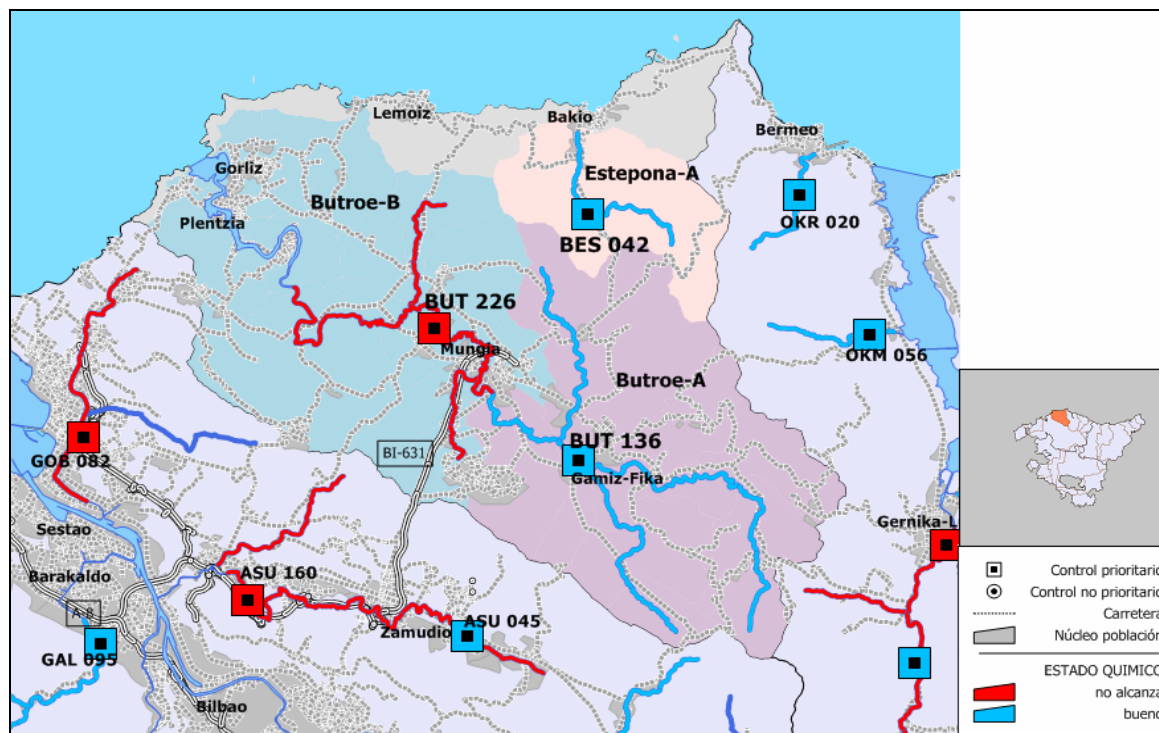 Lemoiz
Bakio
Bermeo
Gorliz
Estepona-A
Butroe-B
Plentzia
OKR 020
BES 042
BUT 226
Mungia
OKM 056
Butroe-A
BUT 136
BI-631
GOB 082
Gamiz-Fika
Sestao
Gernika-L
ASU 160
Barakaldo
A-8
Zamudio
ASU 045
GAL 095
Bilbao
Control prioritario
Control no prioritario
Carretera
Núcleo población
ESTADO QUIMICO
no alcanza
bueno